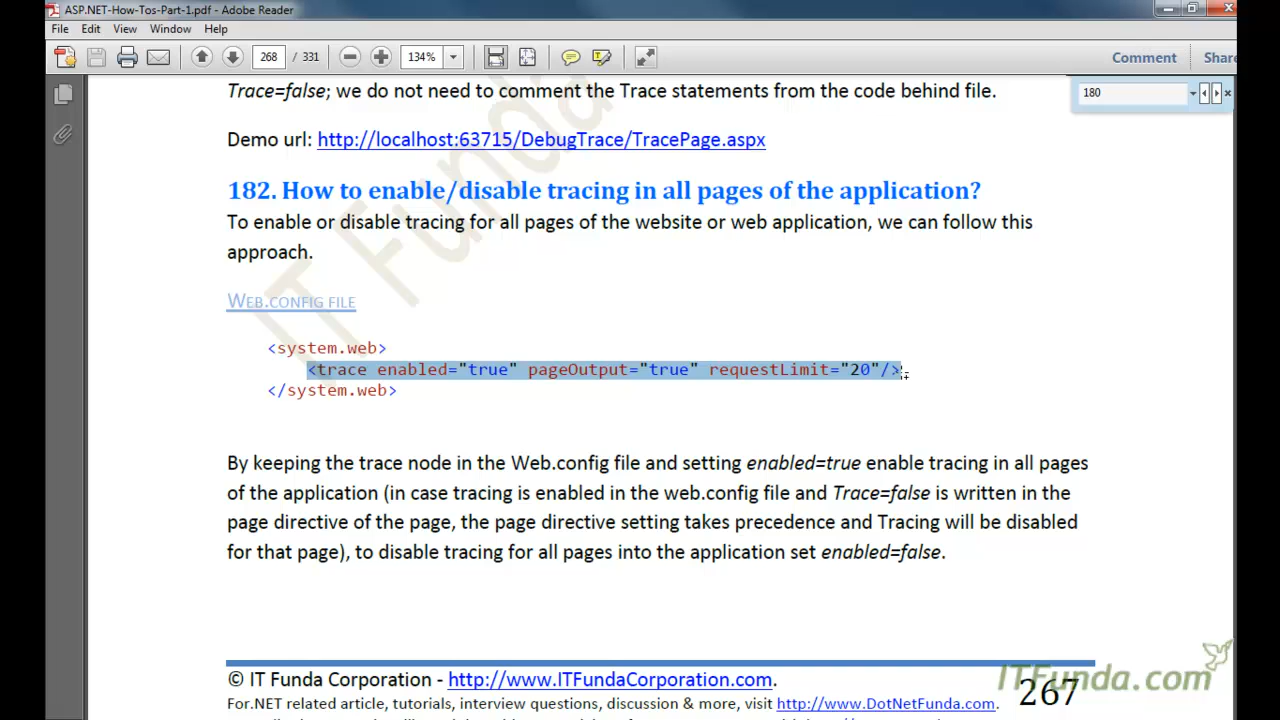 ASP.NET-How-Tos-Part-1.pdf - Adobe Reader
File Edit View Window Help
268 / 331 134% Comment Share
180
Trace=false; we do not need to comment the Trace statements from the code behind file.
Demo url: http://localhost:63715/DebugTrace/TracePage.aspx
182. How to enable/disable tracing in all pages of the application?
To enable or disable tracing for all pages of the website or web application, we can follow this
approach.
WEB.CONFIG FILE
<system.web>
<trace enabled="true" pageOutput="true" requestLimit="20"/>
</system.web>
By keeping the trace node in the Web.config file and setting enabled=true enable tracing in all pages
of the application (in case tracing is enabled in the web.config file and Trace=false is written in the
page directive of the page, the page directive setting takes precedence and Tracing will be disabled
for that page), to disable tracing for all pages into the application set enabled=false.
© IT Funda Corporation - http://www.ITFundaCorporation.com.
For.NET related article, tutorials, interview questions, discussion & more, visit http://www.DotNetFunda.com.
267
ITFunda.com
IT Funda